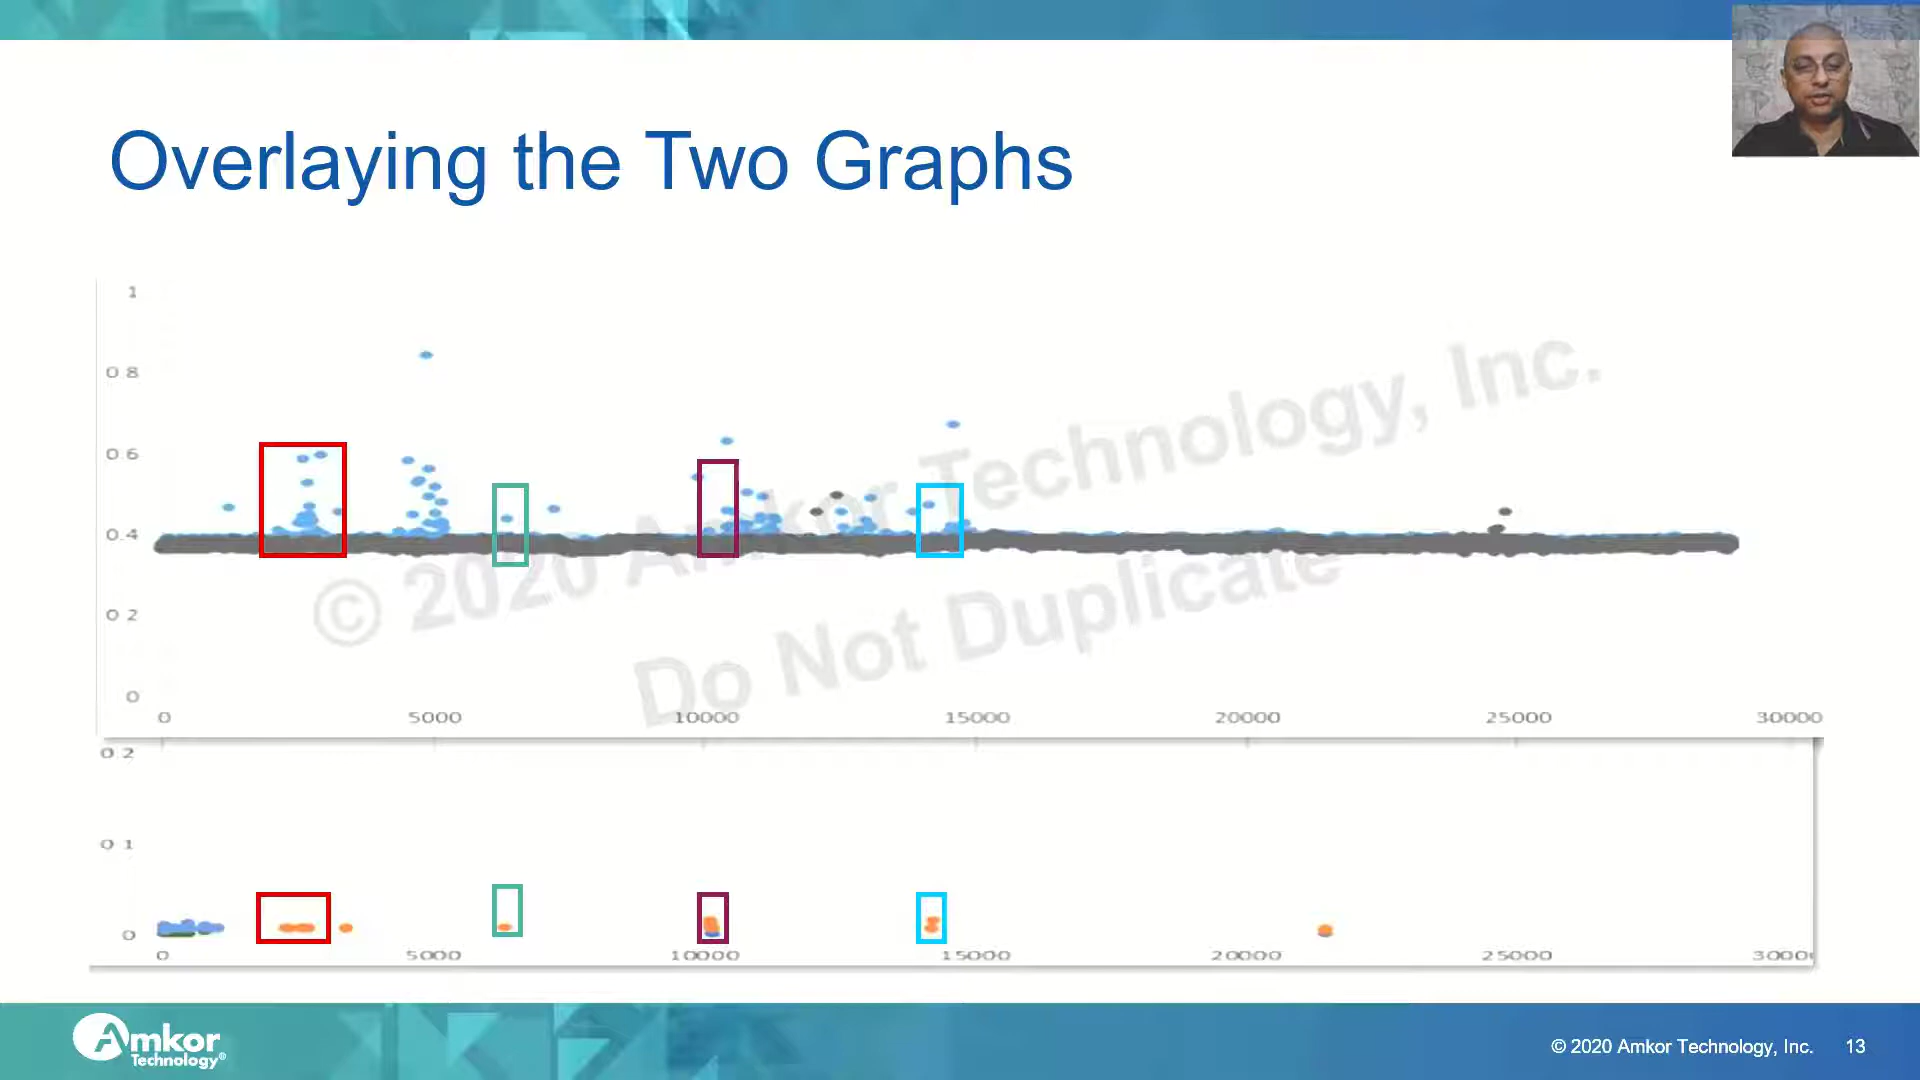 Overlaying the Two Graphs
1
0 8
0 6
0 4
0 2
0
0 5000 10000 15000 20000 25000 30000
© 2020 Amkor Technology, Inc.
Do Not Duplicate
0 2
0 1
0
0 5000 10000 15000 20000 25000 3000
Amkor
Technology®
© 2020 Amkor Technology, Inc. 13